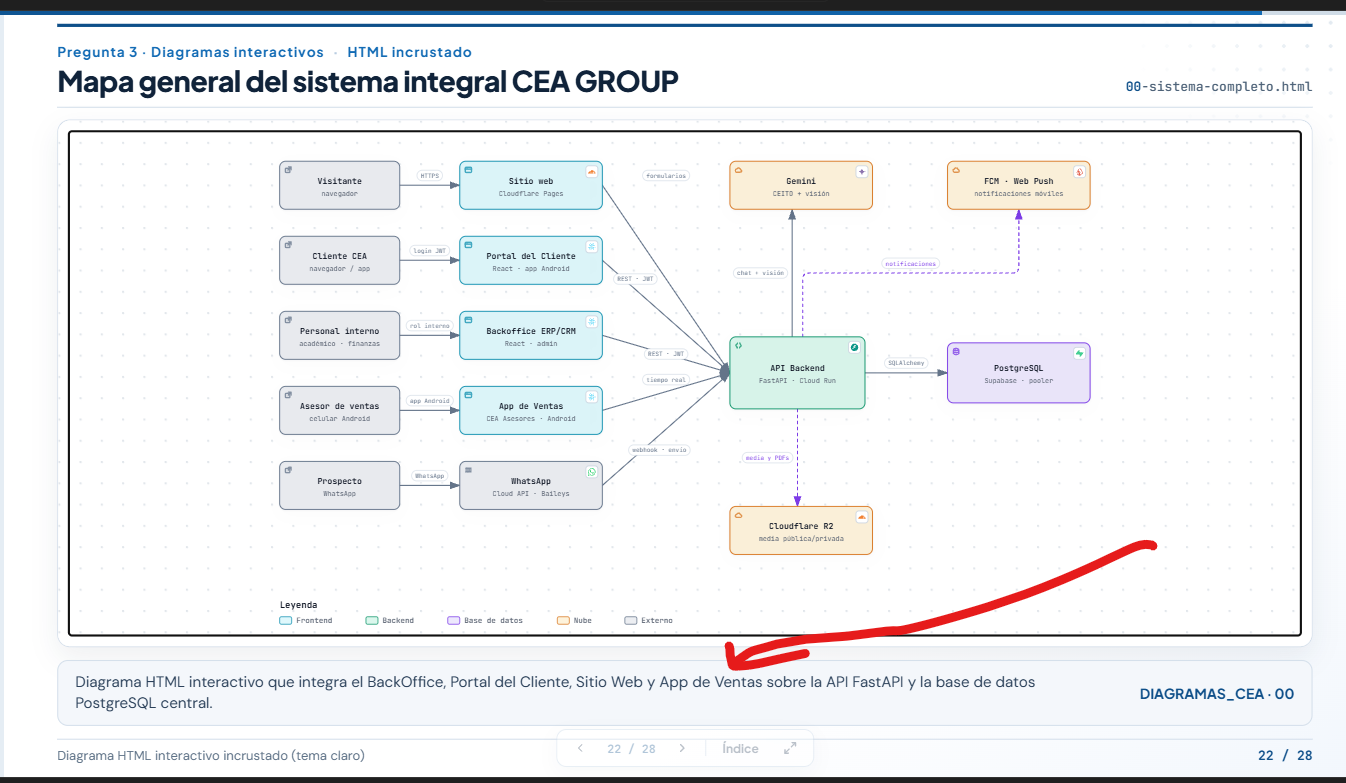 Pregunta 3 · Diagramas interactivos · HTML incrustado
Mapa general del sistema integral CEA GROUP
00-sistema-completo.html
Visitante
navegador
HTTPS
Sitio web
Cloudflare Pages
formularios
Gemini
CEITO + visión
FCM · Web Push
notificaciones móviles
Cliente CEA
navegador / app
login JWT
Portal del Cliente
React · app Android
REST · JWT
chat + visión
notificaciones
Personal interno
académico · finanzas
rol interno
Backoffice ERP/CRM
React · admin
REST · JWT
API Backend
FastAPI · Cloud Run
SQLAlchemy
PostgreSQL
Supabase · pooler
Asesor de ventas
celular Android
app Android
App de Ventas
CEA Asesores · Android
tiempo real
Prospecto
WhatsApp
WhatsApp
WhatsApp
Cloud API · Baileys
webhook · envío
media y PDFs
Cloudflare R2
media pública/privada
Leyenda
Frontend Backend Base de datos Nube Externo
Diagrama HTML interactivo que integra el BackOffice, Portal del Cliente, Sitio Web y App de Ventas sobre la API FastAPI y la base de datos
PostgreSQL central.
DIAGRAMAS_CEA · 00
Diagrama HTML interactivo incrustado (tema claro)
22 / 28 Índice
22 / 28